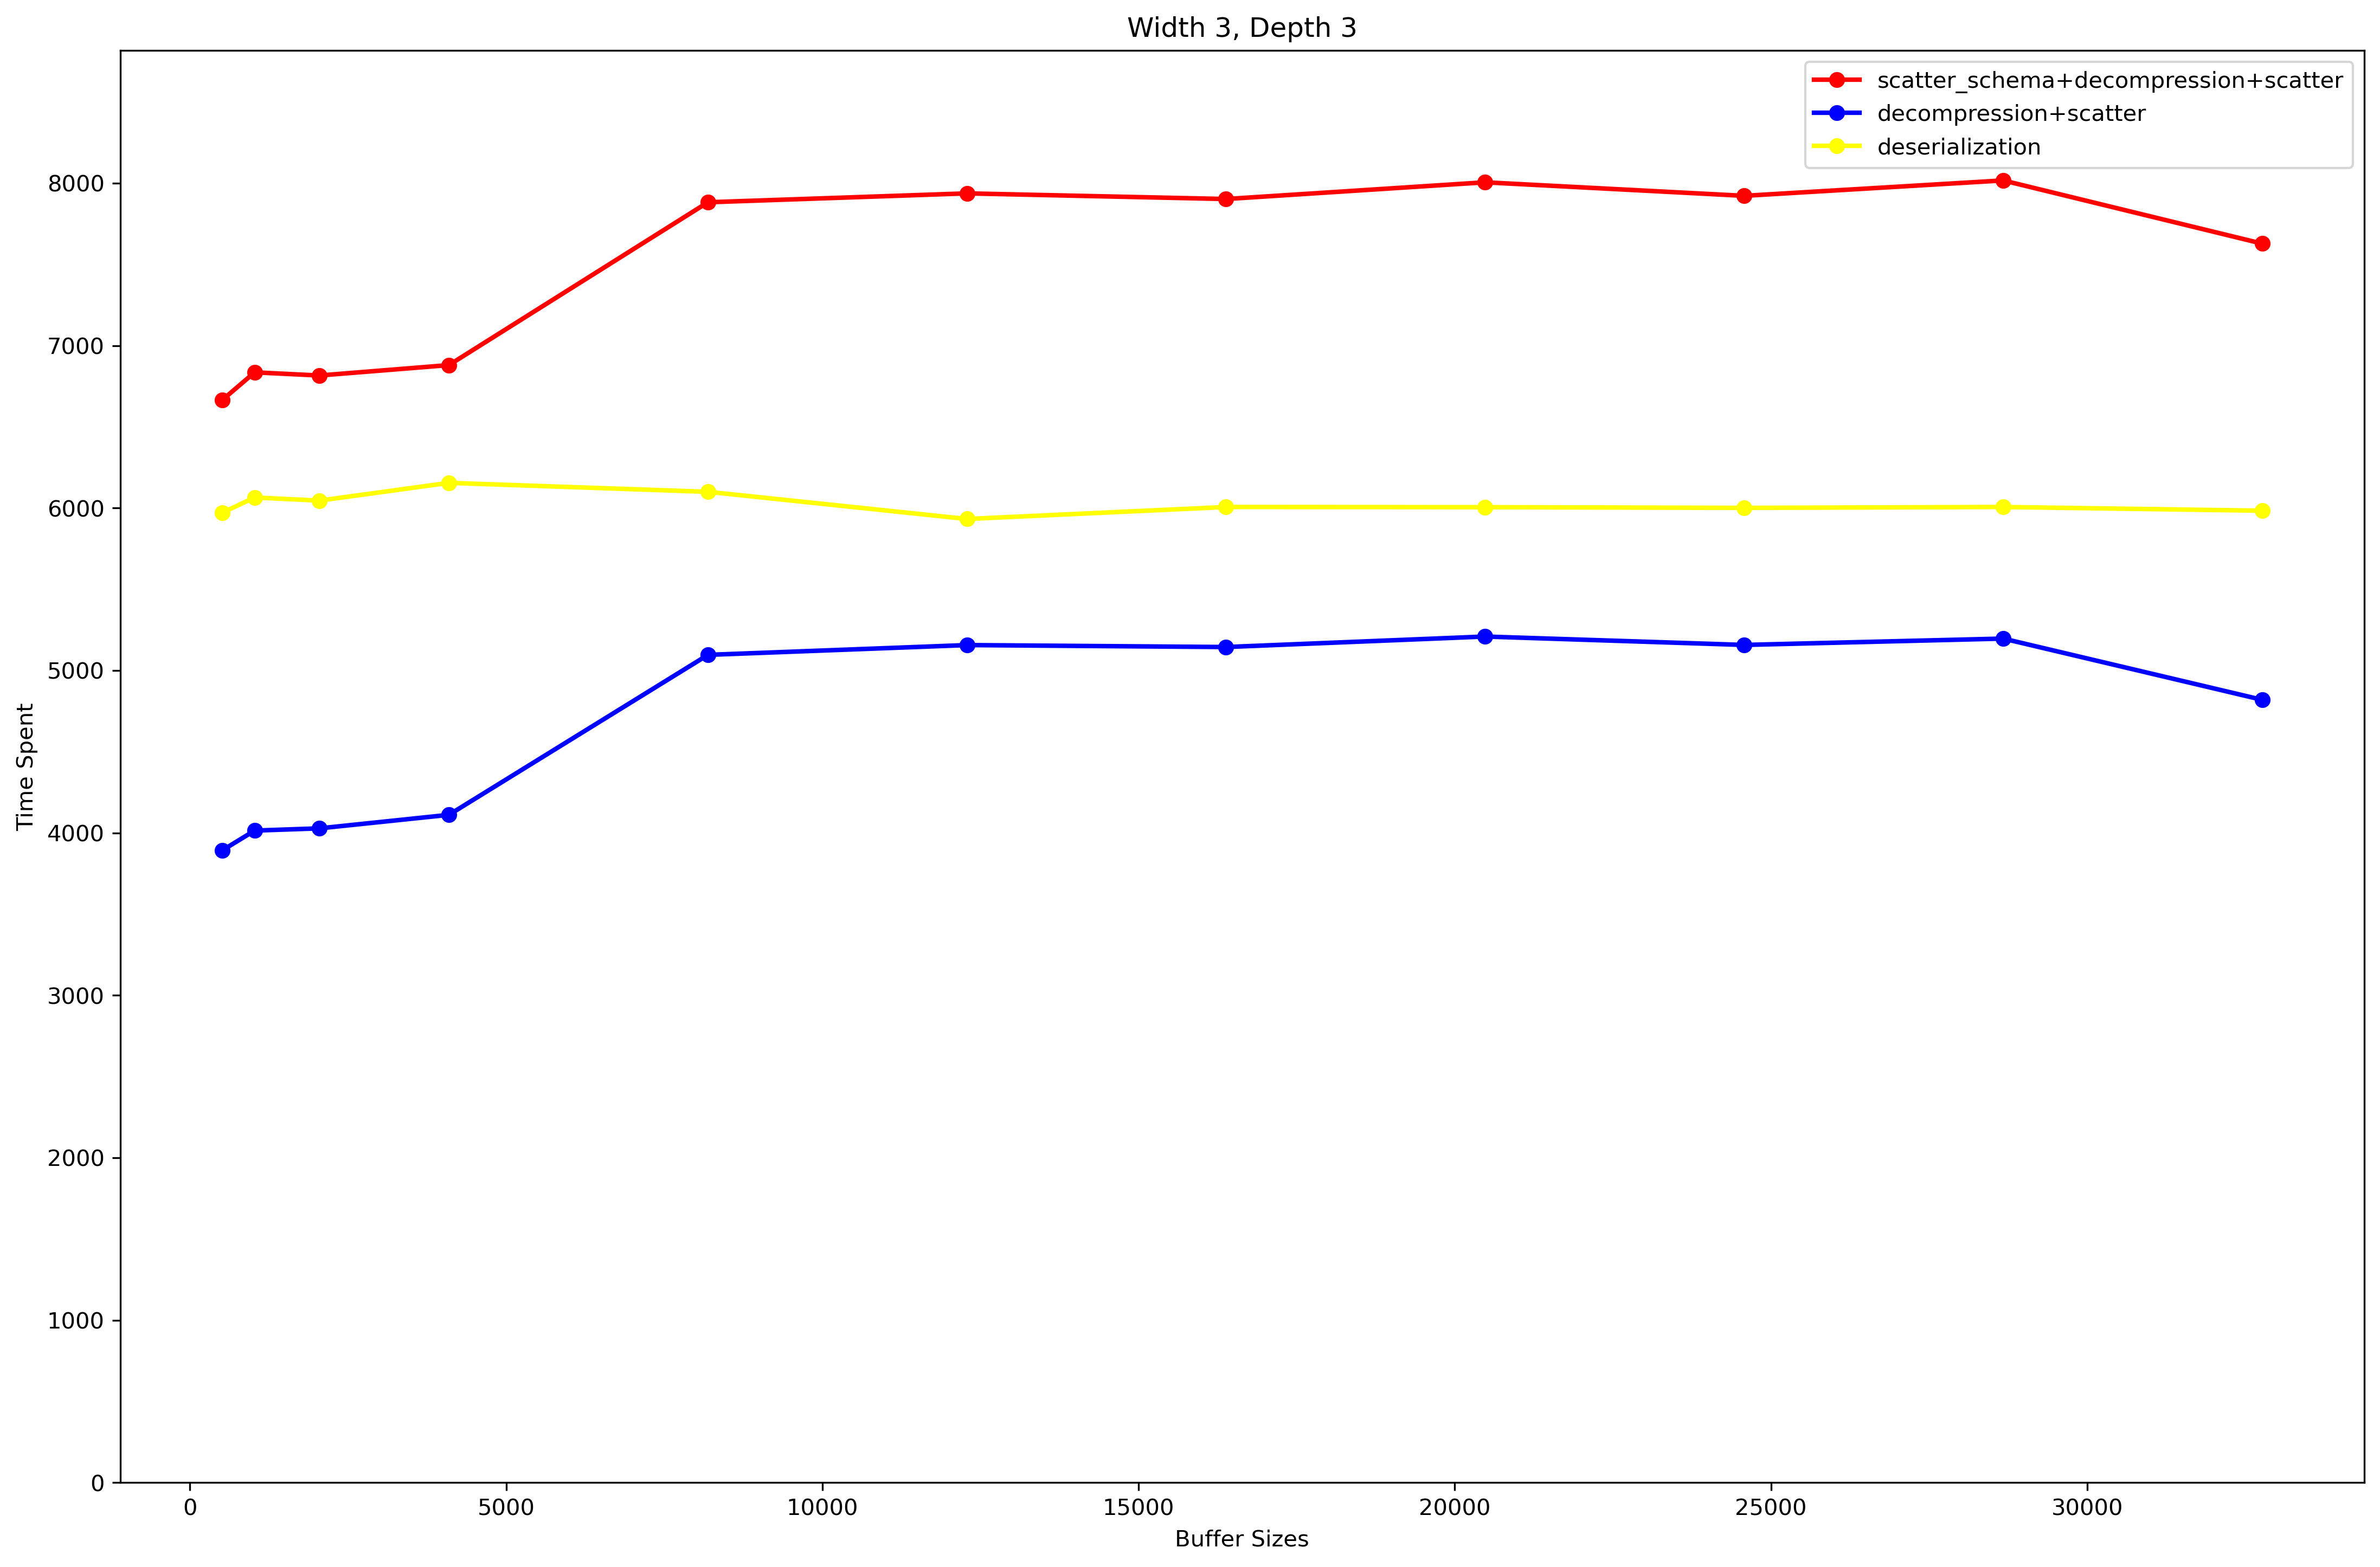 Width 3, Depth 3
scatter_schema+decompression+scatter
decompression+scatter
deserialization
8000
7000
6000
5000
4000
3000
2000
1000
0
Time Spent
0 5000 10000 15000 20000 25000 30000
Buffer Sizes